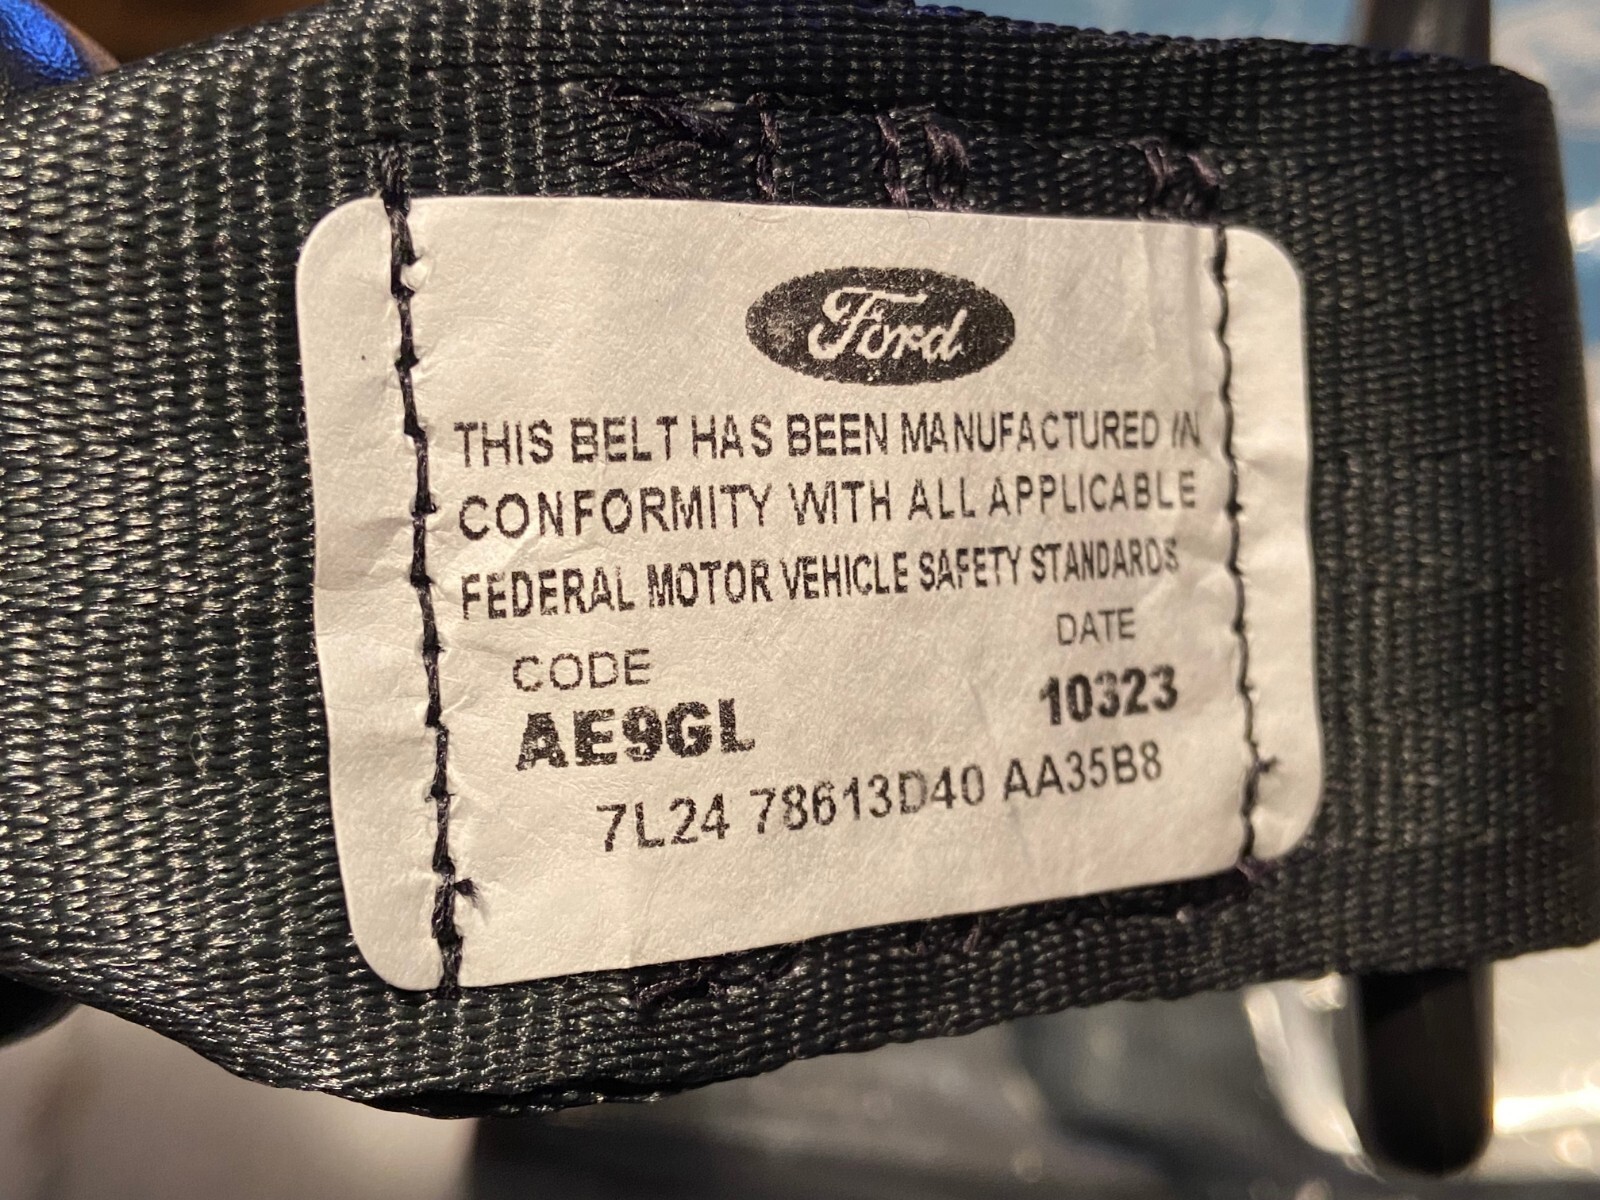 Ford
THIS BELT HAS BEEN MANUFACTURED IN
CONFORMITY WITH ALL APPLICABLE
FEDERAL MOTOR VEHICLE SAFETY STANDARDS
CODE DATE
AE9GL 10323
7L24 78613D40 AA35B8